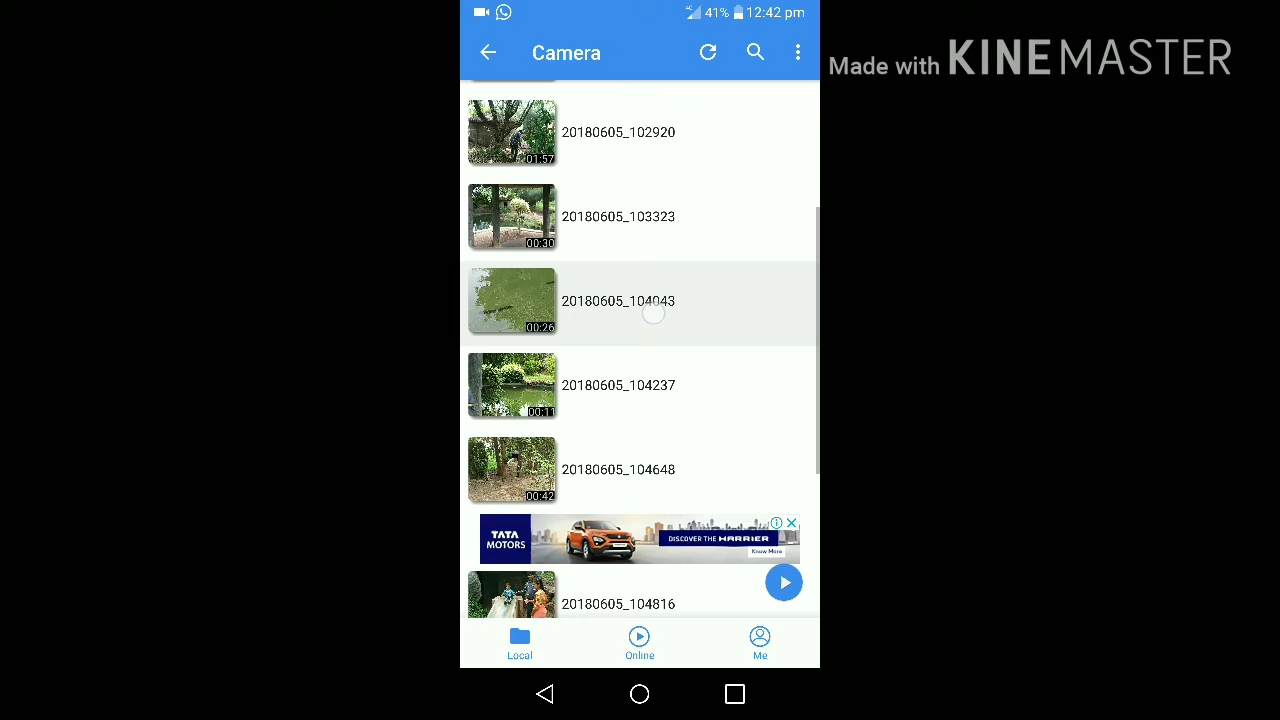 41% 12:42 pm
Camera
Made with KINEMASTER
20180605_102920
01:57
20180605_103323
00:30
20180605_104043
00:26
20180605_104237
00:11
20180605_104648
00:42
TATA MOTORS
DISCOVER THE HARRIER
Know More
20180605_104816
Local
Online
Me